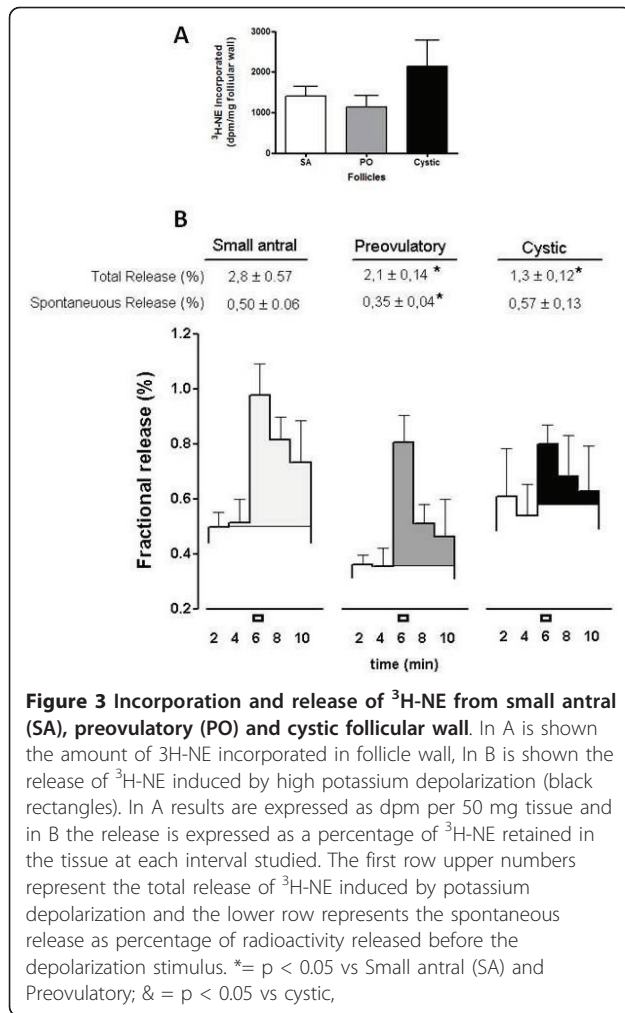 A
³H-NE Incorporated
(dpm/mg folliular wall)
3000
2000
1000
0
SA PO Cystic
Follicles
B
Small antral Preovulatory Cystic
Total Release (%) 2,8 ± 0.57 2,1 ± 0,14 * 1,3 ± 0,12*
Spontaneuous Release (%) 0,50 ± 0.06 0,35 ± 0,04* 0,57 ± 0,13
Fractional release (%)
1.2
1.0
0.8
0.6
0.4
0.2
2 4 6 8 10 2 4 6 8 10 2 4 6 8 10
time (min)
Figure 3 Incorporation and release of ³H-NE from small antral
(SA), preovulatory (PO) and cystic follicular wall. In A is shown
the amount of 3H-NE incorporated in follicle wall, In B is shown the
release of ³H-NE induced by high potassium depolarization (black
rectangles). In A results are expressed as dpm per 50 mg tissue and
in B the release is expressed as a percentage of ³H-NE retained in
the tissue at each interval studied. The first row upper numbers
represent the total release of ³H-NE induced by potassium
depolarization and the lower row represents the spontaneous
release as percentage of radioactivity released before the
depolarization stimulus. *= p < 0.05 vs Small antral (SA) and
Preovulatory; & = p < 0.05 vs cystic,